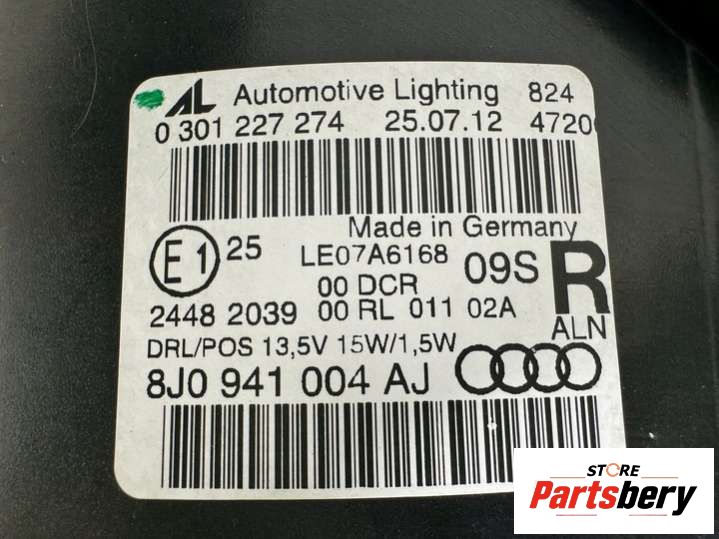 AL Automotive Lighting 824
0 301 227 274 25.07.12 4720
Made in Germany
E1 25 LE07A6168 09S R
00 DCR
2448 2039 00 RL 011 02A
ALN
DRL/POS 13,5V 15W/1,5W
8J0 941 004 AJ
STORE
Partsbery